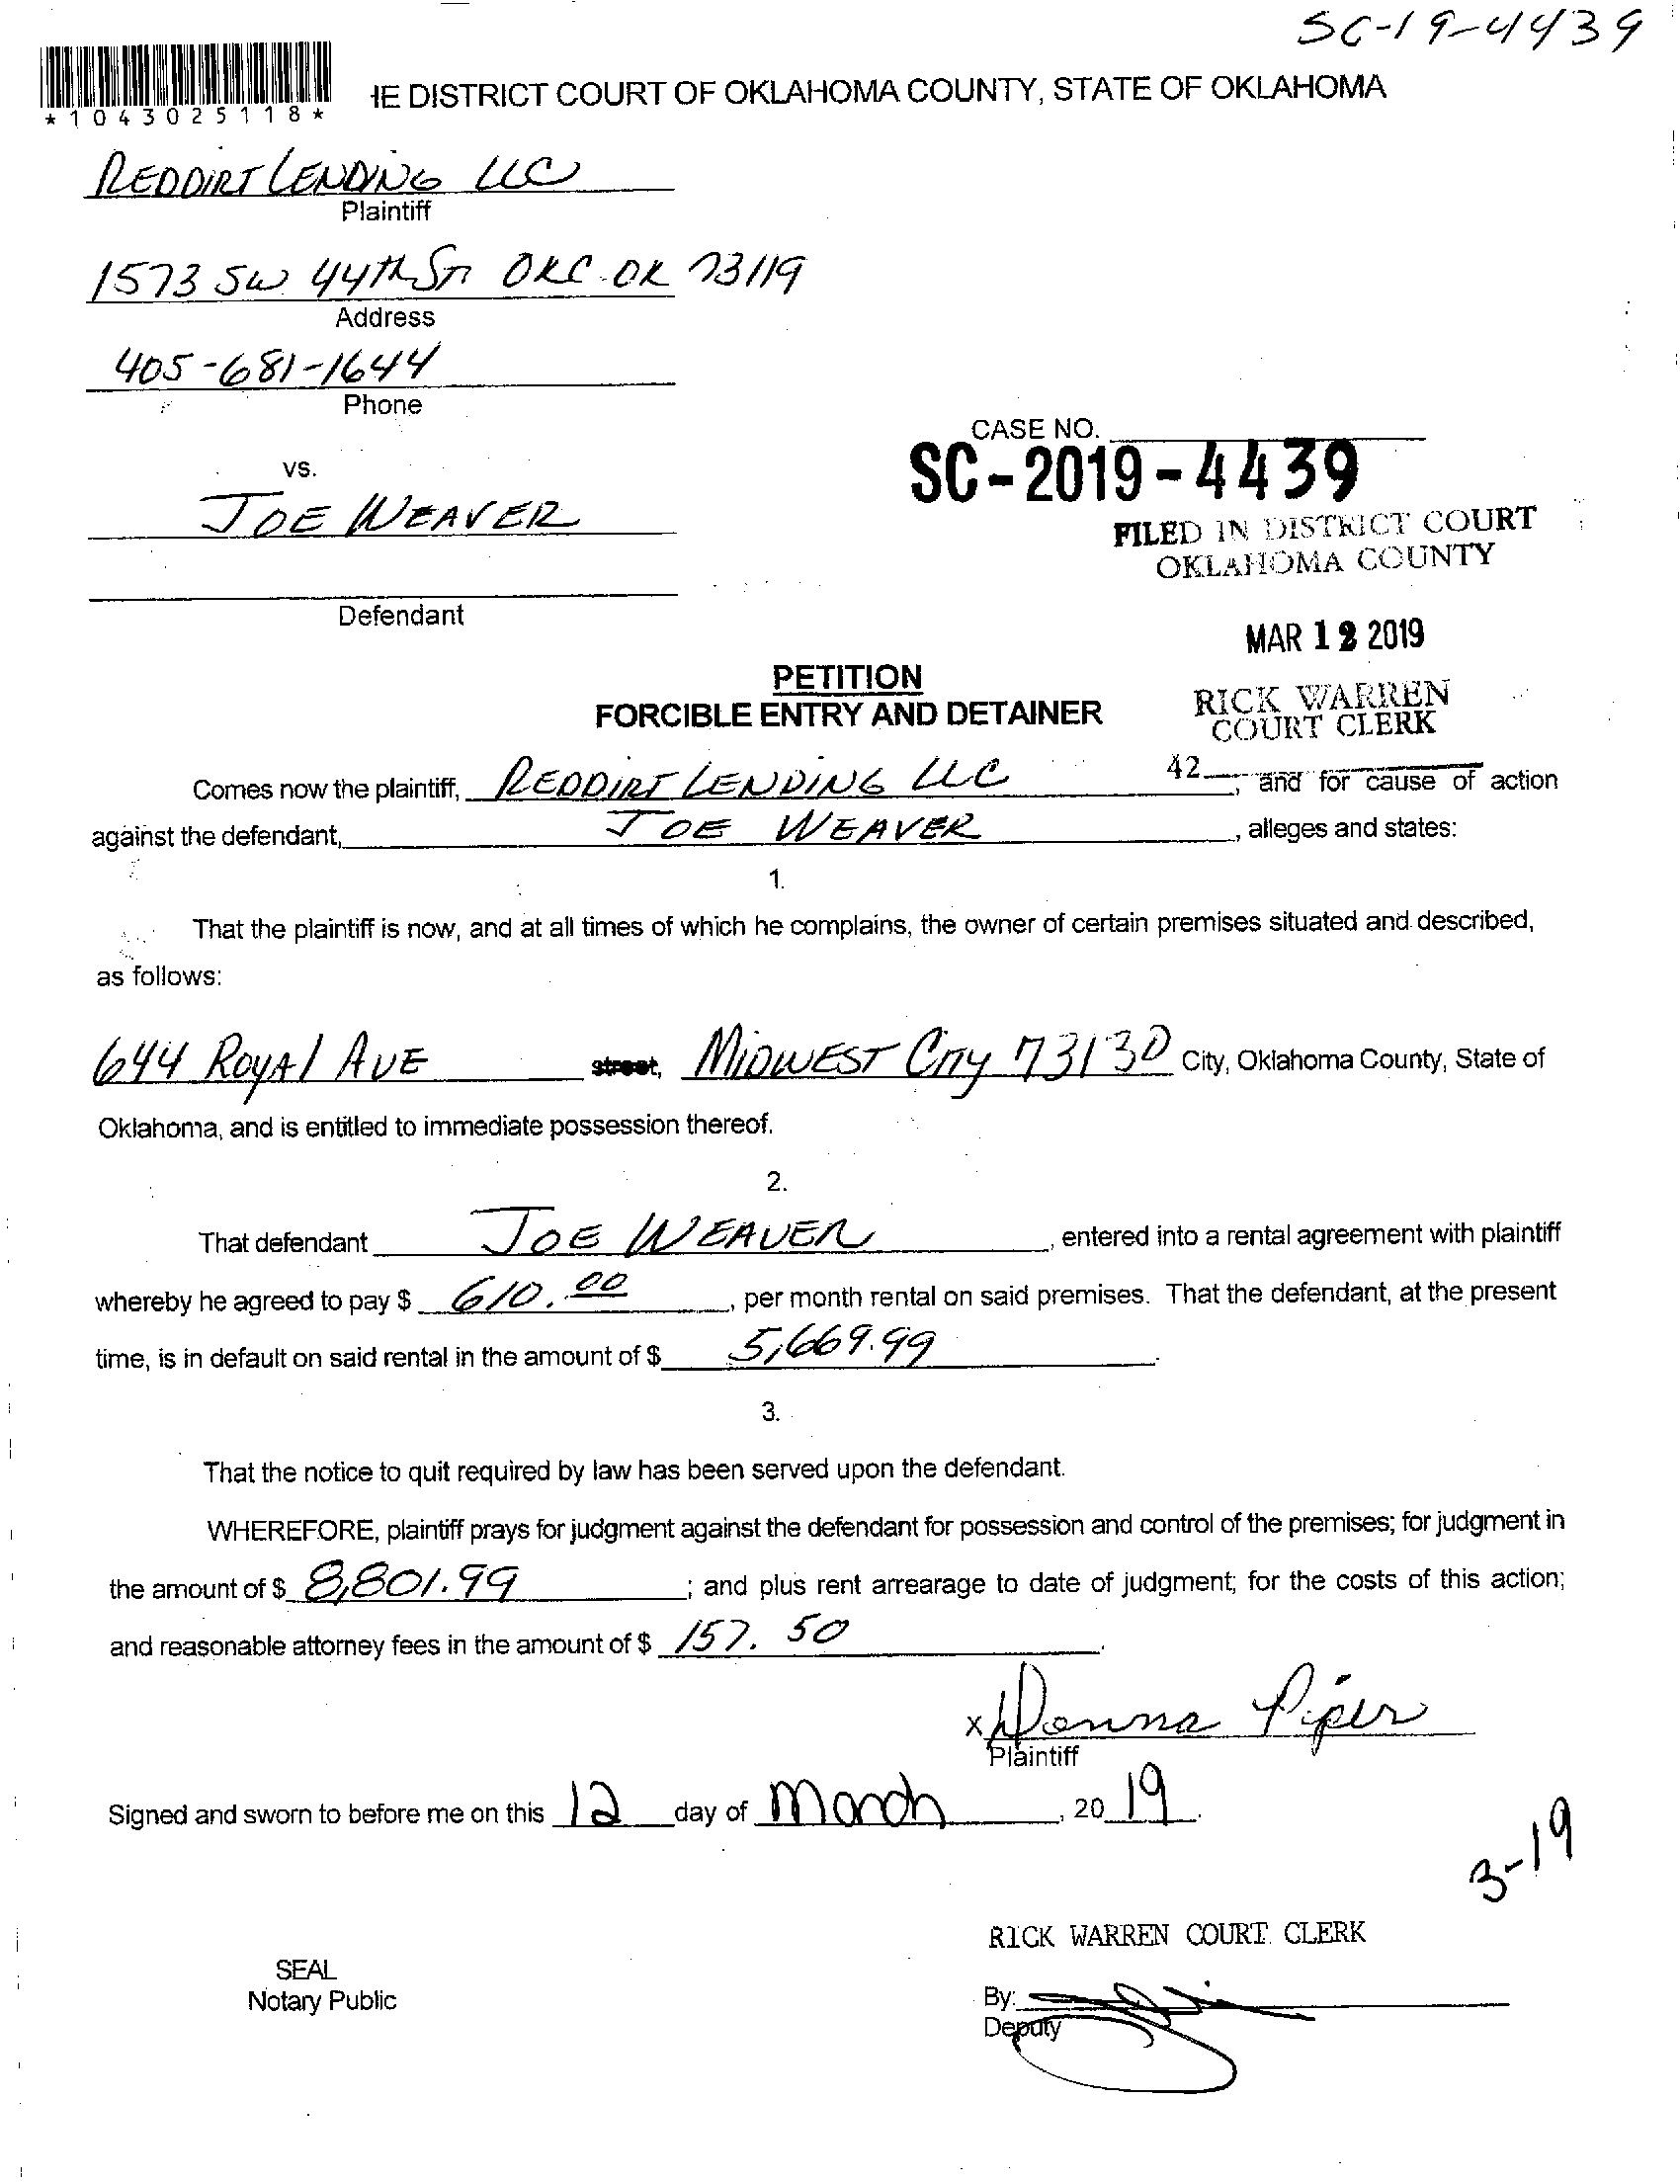 SC-19-4439
*1043025118*
IE DISTRICT COURT OF OKLAHOMA COUNTY, STATE OF OKLAHOMA
REDDIRT LENDING LLC
Plaintiff
1573 SW 44th ST OKC OK 73119
Address
405-681-1644
Phone
CASE NO.
SC-2019-4439
vs.
JOE WEAVER
FILED IN DISTRICT COURT
OKLAHOMA COUNTY
Defendant
MAR 12 2019
PETITION
FORCIBLE ENTRY AND DETAINER
RICK WARREN
COURT CLERK
Comes now the plaintiff, REDDIRT LENDING LLC 42, and for cause of action
against the defendant, JOE WEAVER, alleges and states:
1.
That the plaintiff is now, and at all times of which he complains, the owner of certain premises situated and described,
as follows:
644 ROYAl AVE street, MIDWEST CITY 73130 City, Oklahoma County, State of
Oklahoma, and is entitled to immediate possession thereof.
2.
That defendant JOE WEAVER, entered into a rental agreement with plaintiff
whereby he agreed to pay $ 610.00, per month rental on said premises. That the defendant, at the present
time, is in default on said rental in the amount of $ 5,669.99.
3.
That the notice to quit required by law has been served upon the defendant.
WHEREFORE, plaintiff prays for judgment against the defendant for possession and control of the premises; for judgment in
the amount of $ 8,801.99; and plus rent arrearage to date of judgment; for the costs of this action;
and reasonable attorney fees in the amount of $ 157.50.
x Donna Piper
Plaintiff
Signed and sworn to before me on this 12 day of March, 20 19.
3-19
RICK WARREN COURT CLERK
SEAL
Notary Public
By:
Deputy